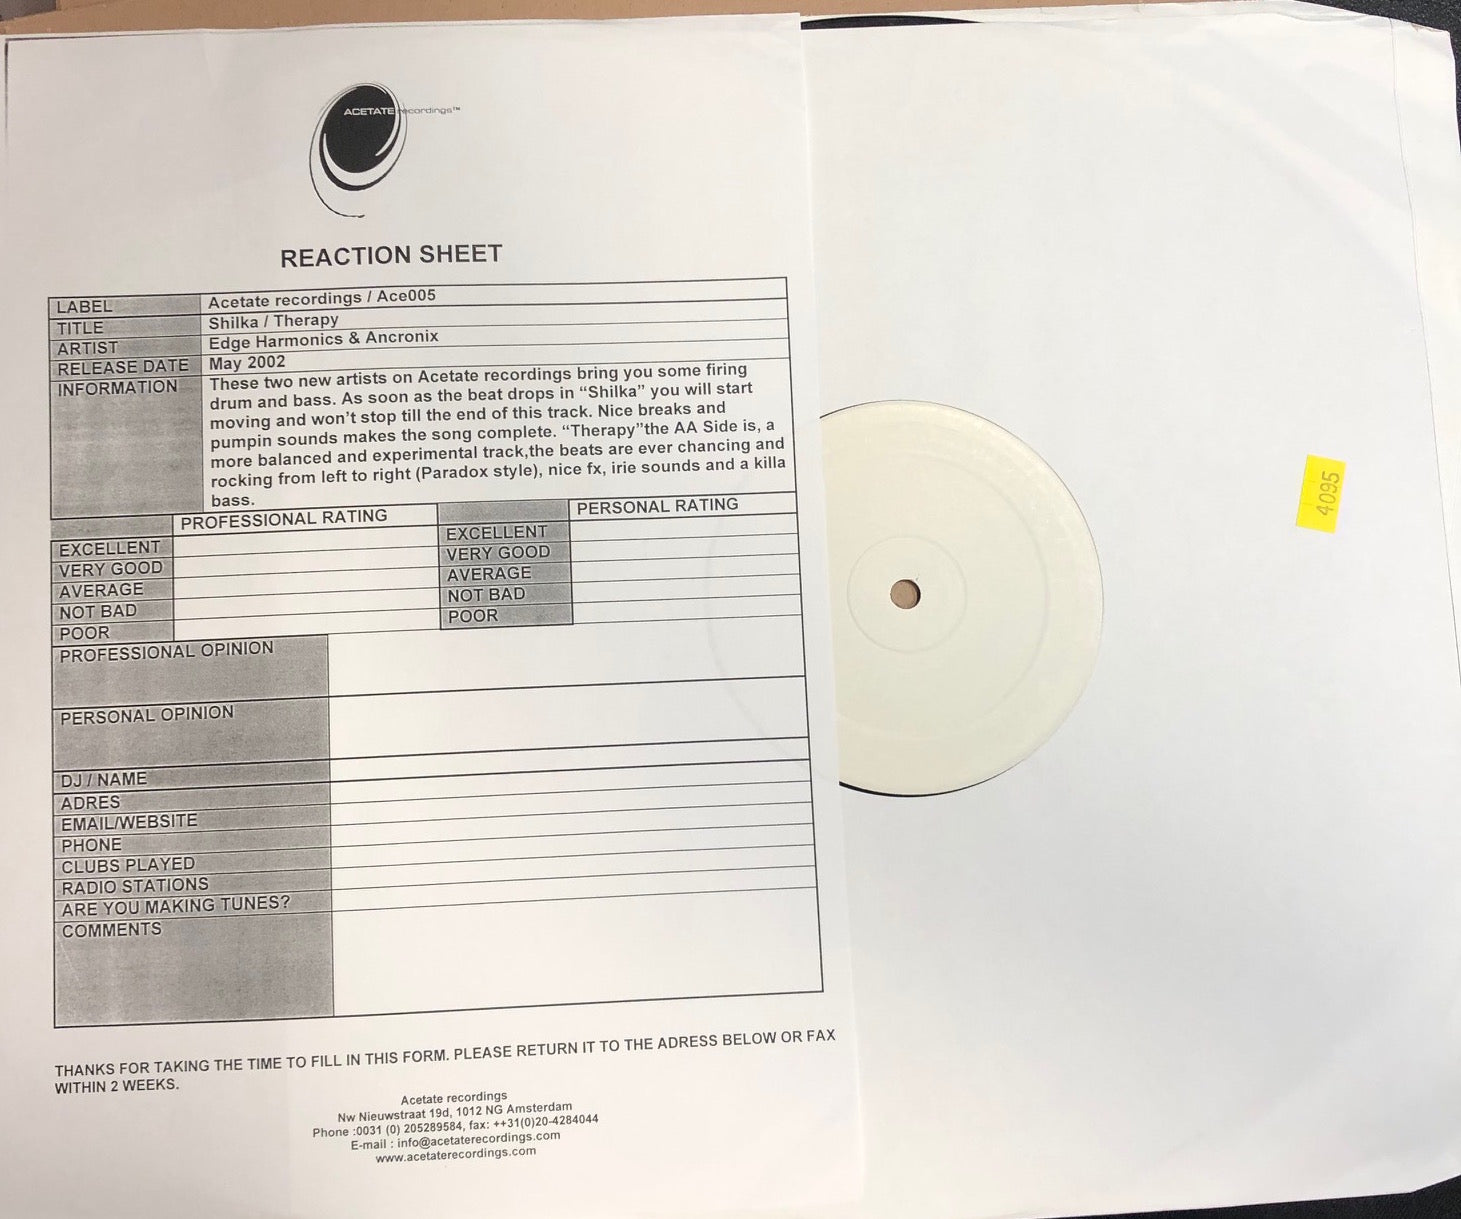 ACETATE recordings™
REACTION SHEET
LABEL Acetate recordings / Ace005
TITLE Shilka / Therapy
ARTIST Edge Harmonics & Ancronix
RELEASE DATE May 2002
INFORMATION These two new artists on Acetate recordings bring you some firing
drum and bass. As soon as the beat drops in “Shilka” you will start
moving and won’t stop till the end of this track. Nice breaks and
pumpin sounds makes the song complete. “Therapy”the AA Side is, a
more balanced and experimental track,the beats are ever chancing and
rocking from left to right (Paradox style), nice fx, irie sounds and a killa
bass.
PROFESSIONAL RATING
EXCELLENT
VERY GOOD
AVERAGE
NOT BAD
POOR
PERSONAL RATING
EXCELLENT
VERY GOOD
AVERAGE
NOT BAD
POOR
PROFESSIONAL OPINION
PERSONAL OPINION
DJ / NAME
ADRES
EMAIL/WEBSITE
PHONE
CLUBS PLAYED
RADIO STATIONS
ARE YOU MAKING TUNES?
COMMENTS
THANKS FOR TAKING THE TIME TO FILL IN THIS FORM. PLEASE RETURN IT TO THE ADRESS BELOW OR FAX
WITHIN 2 WEEKS.
Acetate recordings
Nw Nieuwstraat 19d, 1012 NG Amsterdam
Phone :0031 (0) 205289584, fax: ++31(0)20-4284044
E-mail : info@acetaterecordings.com
www.acetaterecordings.com
4095